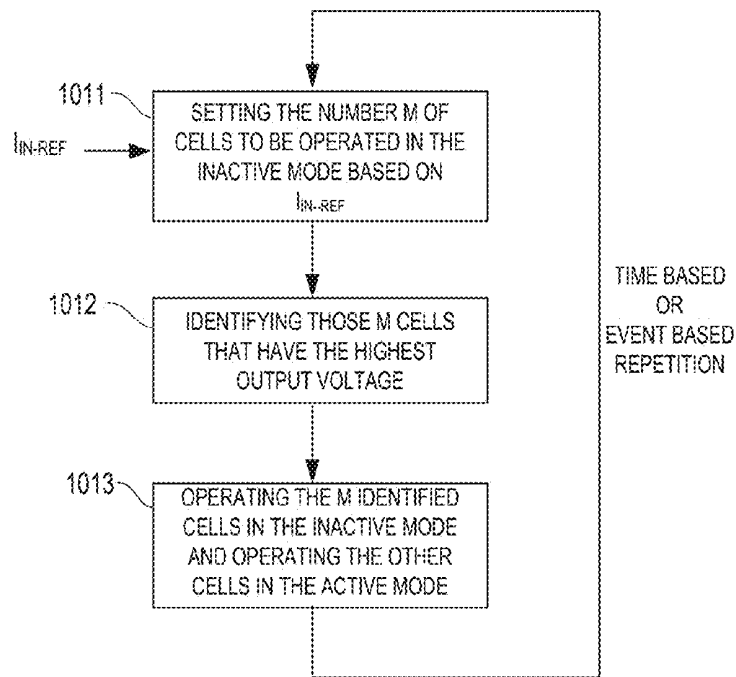 1011
I_IN-REF
SETTING THE NUMBER M OF
CELLS TO BE OPERATED IN THE
INACTIVE MODE BASED ON
I_IN-REF
1012
IDENTIFYING THOSE M CELLS
THAT HAVE THE HIGHEST
OUTPUT VOLTAGE
TIME BASED
OR
EVENT BASED
REPETITION
1013
OPERATING THE M IDENTIFIED
CELLS IN THE INACTIVE MODE
AND OPERATING THE OTHER
CELLS IN THE ACTIVE MODE